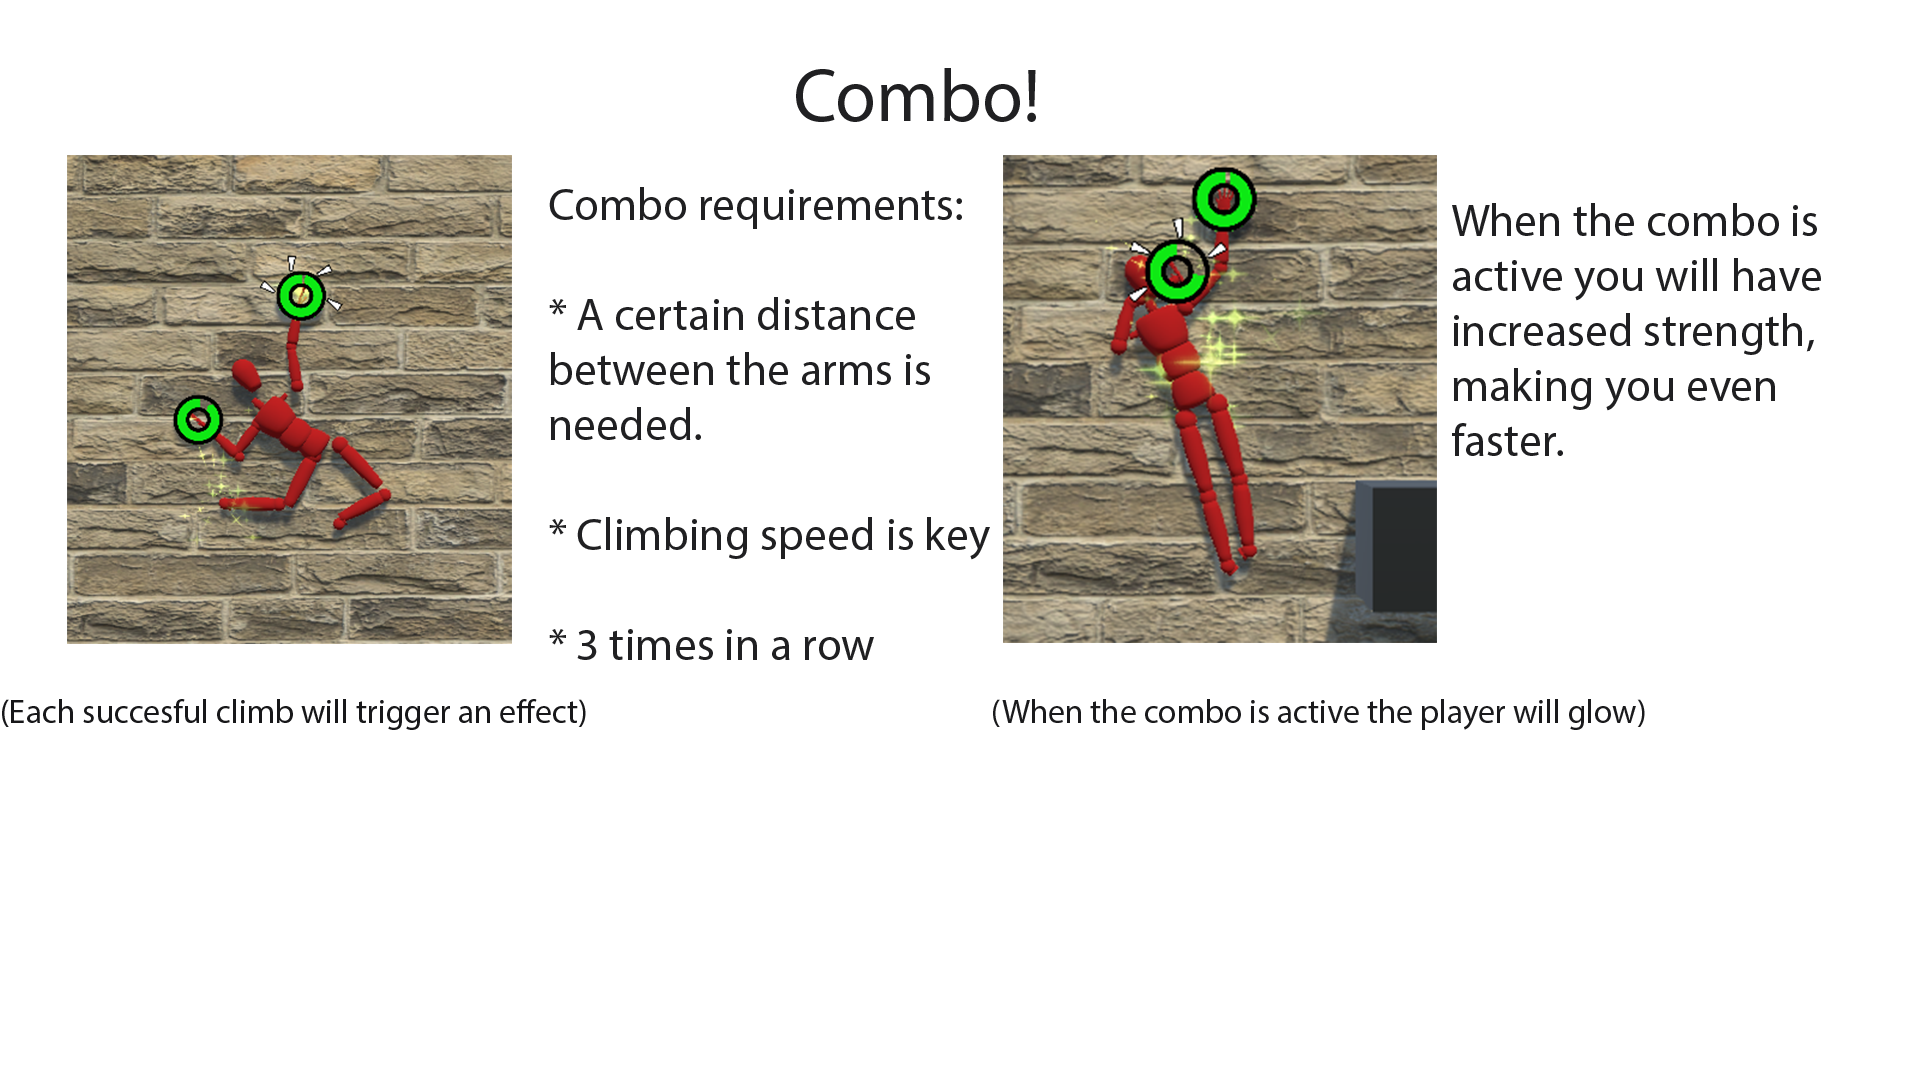 Combo!
Combo requirements:
* A certain distance
between the arms is
needed.
* Climbing speed is key
* 3 times in a row
(Each succesful climb will trigger an effect)
When the combo is
active you will have
increased strength,
making you even
faster.
(When the combo is active the player will glow)